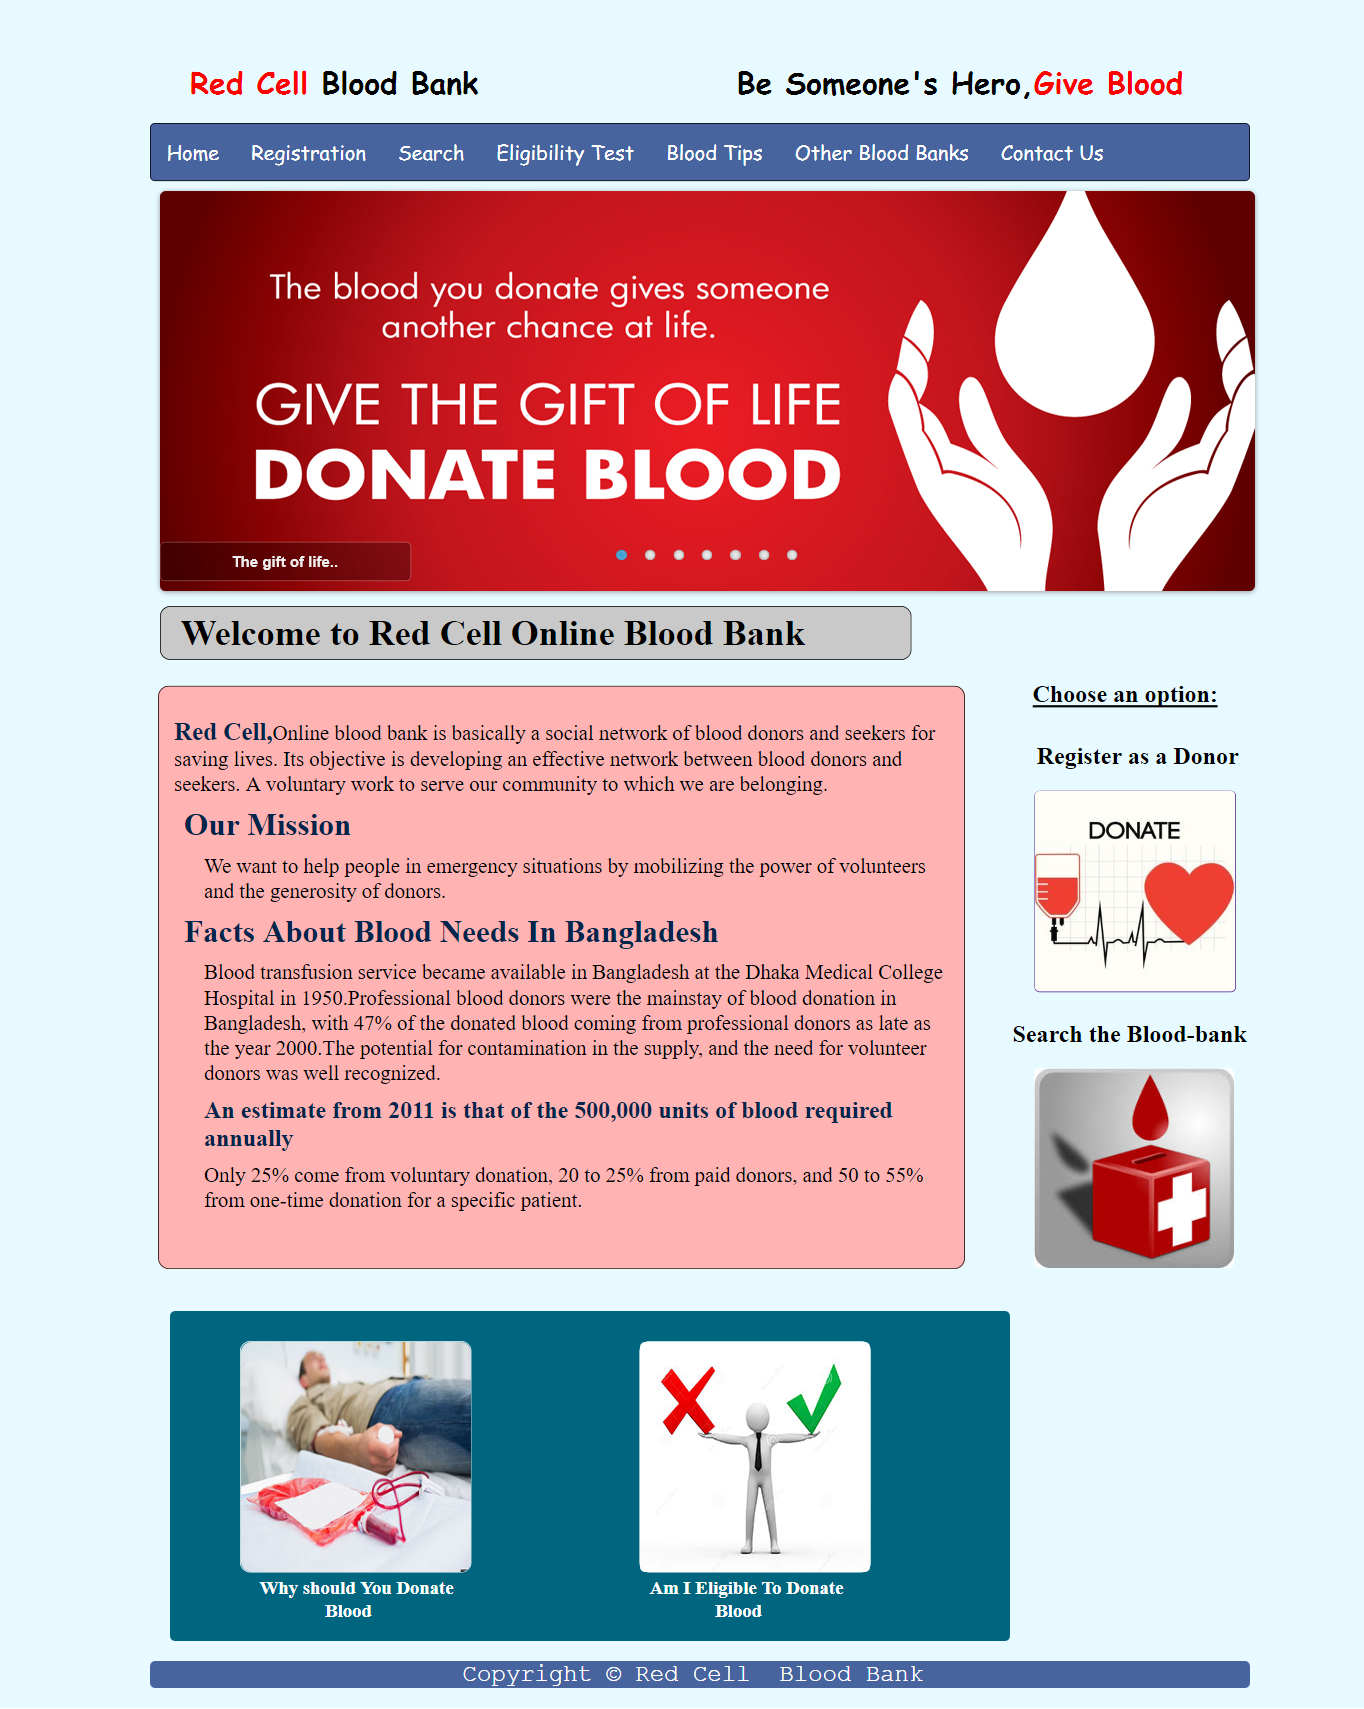 Red Cell Blood Bank
Be Someone's Hero,Give Blood
Home Registration Search Eligibility Test Blood Tips Other Blood Banks Contact Us
The blood you donate gives someone
another chance at life.
GIVE THE GIFT OF LIFE
DONATE BLOOD
The gift of life..
Welcome to Red Cell Online Blood Bank
Red Cell,Online blood bank is basically a social network of blood donors and seekers for
saving lives. Its objective is developing an effective network between blood donors and
seekers. A voluntary work to serve our community to which we are belonging.
Our Mission
We want to help people in emergency situations by mobilizing the power of volunteers
and the generosity of donors.
Facts About Blood Needs In Bangladesh
Blood transfusion service became available in Bangladesh at the Dhaka Medical College
Hospital in 1950.Professional blood donors were the mainstay of blood donation in
Bangladesh, with 47% of the donated blood coming from professional donors as late as
the year 2000.The potential for contamination in the supply, and the need for volunteer
donors was well recognized.
An estimate from 2011 is that of the 500,000 units of blood required
annually
Only 25% come from voluntary donation, 20 to 25% from paid donors, and 50 to 55%
from one-time donation for a specific patient.
Choose an option:
Register as a Donor
DONATE
Search the Blood-bank
Why should You Donate
Blood
Am I Eligible To Donate
Blood
Copyright © Red Cell  Blood Bank